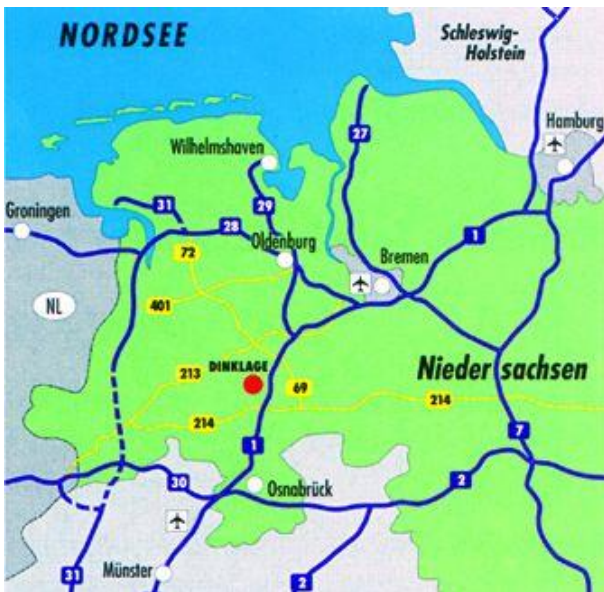 NORDSEE
Schleswig-
Holstein
Hamburg
27
Wilhelmshaven
31
29
Groningen
28
1
Oldenburg
72
Bremen
NL
401
DINKLAGE
213
69
Nieder sachsen
214
214
1
7
30
2
Osnabrück
Münster
31
2